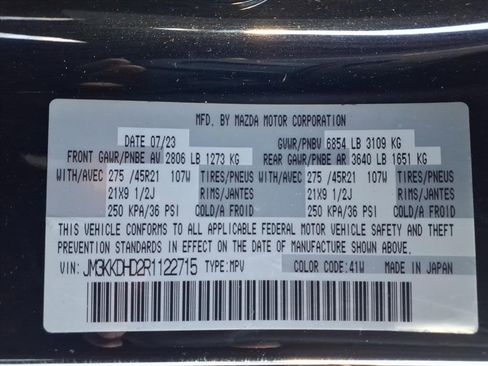 MFD. BY MAZDA MOTOR CORPORATION
DATE 07/23 GVWR/PNBV 6854 LB 3109 KG
FRONT GAWR/PNBE AV 2806 LB 1273 KG REAR GAWR/PNBE AR 3640 LB 1651 KG
WITH/AVEC 275 /45R21 107W TIRES/PNEUS WITH/AVEC 275 /45R21 107W TIRES/PNEUS
21X9 1/2J RIMS/JANTES 21X9 1/2J RIMS/JANTES
250 KPA/36 PSI COLD/A FROID 250 KPA/36 PSI COLD/A FROID
THIS VEHICLE CONFORMS TO ALL APPLICABLE FEDERAL MOTOR VEHICLE SAFETY AND
THEFT PREVENTION STANDARDS IN EFFECT ON THE DATE OF MANUFACTURE SHOWN ABOVE.
VIN: JM3KKDHD2R1122715 TYPE:MPV COLOR CODE:41W MADE IN JAPAN